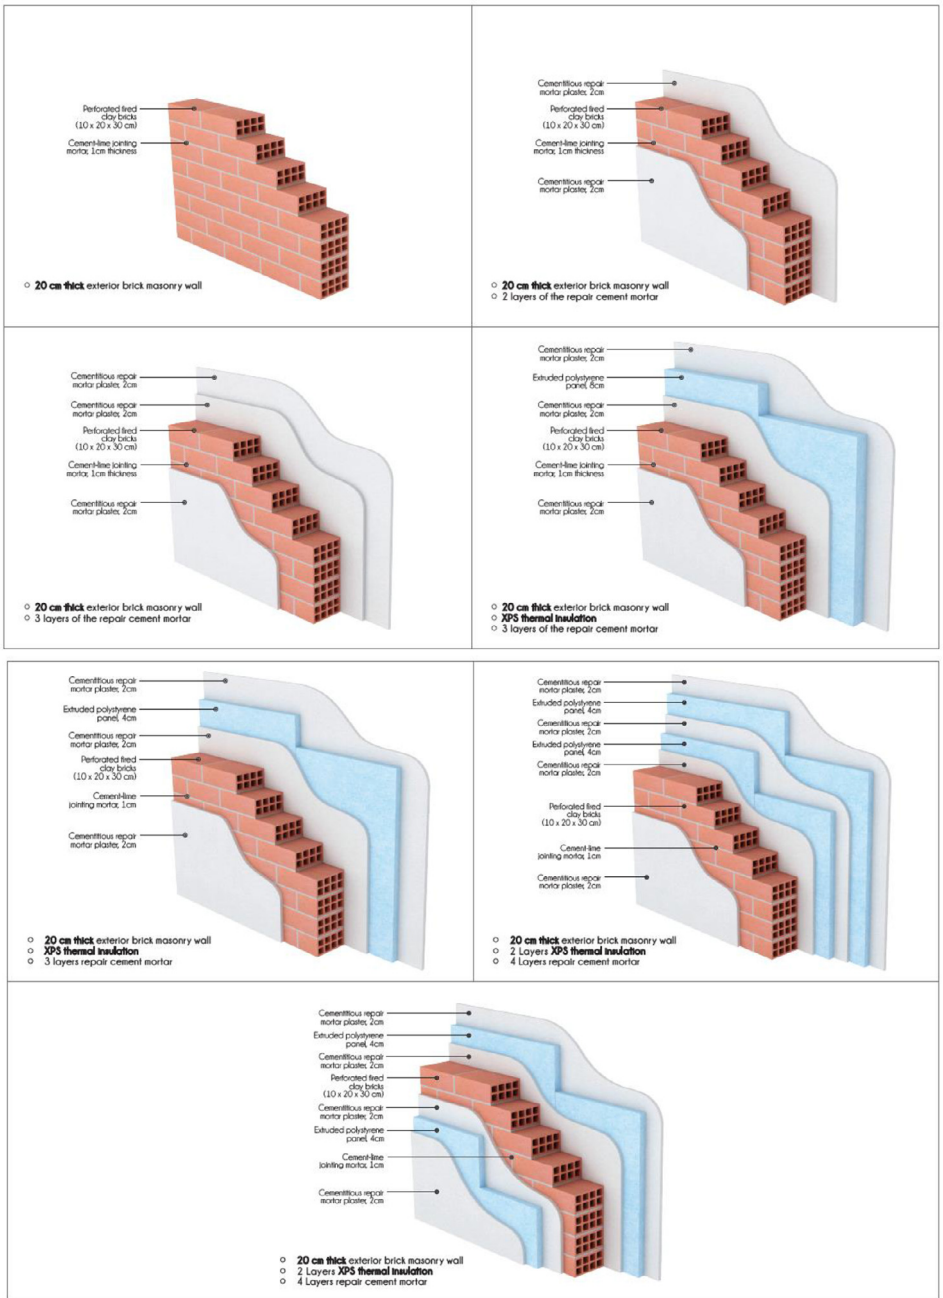 Perforated fired
clay bricks
(10 x 20 x 30 cm)
Cement-lime jointing
mortar, 1cm thickness
20 cm thick exterior brick masonry wall
Cementitious repair
mortar plaster, 2cm
Perforated fired
clay bricks
(10 x 20 x 30 cm)
Cement-lime jointing
mortar, 1cm thickness
Cementitious repair
mortar plaster, 2cm
20 cm thick exterior brick masonry wall
2 layers of the repair cement mortar
Cementitious repair
mortar plaster, 2cm
Cementitious repair
mortar plaster, 2cm
Perforated fired
clay bricks
(10 x 20 x 30 cm)
Cement-lime jointing
mortar, 1cm thickness
Cementitious repair
mortar plaster, 2cm
20 cm thick exterior brick masonry wall
3 layers of the repair cement mortar
Cementitious repair
mortar plaster, 2cm
Extruded polystyrene
panel, 8cm
Cementitious repair
mortar plaster, 2cm
Perforated fired
clay bricks
(10 x 20 x 30 cm)
Cement-lime jointing
mortar, 1cm thickness
Cementitious repair
mortar plaster, 2cm
20 cm thick exterior brick masonry wall
XPS thermal insulation
3 layers of the repair cement mortar
Cementitious repair
mortar plaster, 2cm
Extruded polystyrene
panel, 4cm
Cementitious repair
mortar plaster, 2cm
Perforated fired
clay bricks
(10 x 20 x 30 cm)
Cement-lime
jointing mortar, 1cm
Cementitious repair
mortar plaster, 2cm
20 cm thick exterior brick masonry wall
XPS thermal insulation
3 layers repair cement mortar
Cementitious repair
mortar plaster, 2cm
Extruded polystyrene
panel, 4cm
Cementitious repair
mortar plaster, 2cm
Extruded polystyrene
panel, 4cm
Cementitious repair
mortar plaster, 2cm
Perforated fired
clay bricks
(10 x 20 x 30 cm)
Cement-lime
jointing mortar, 1cm
Cementitious repair
mortar plaster, 2cm
20 cm thick exterior brick masonry wall
2 Layers XPS thermal insulation
4 Layers repair cement mortar
Cementitious repair
mortar plaster, 2cm
Extruded polystyrene
panel, 4cm
Cementitious repair
mortar plaster, 2cm
Perforated fired
clay bricks
(10 x 20 x 30 cm)
Cementitious repair
mortar plaster, 2cm
Extruded polystyrene
panel, 4cm
Cement-lime
jointing mortar, 1cm
Cementitious repair
mortar plaster, 2cm
20 cm thick exterior brick masonry wall
2 Layers XPS thermal insulation
4 Layers repair cement mortar